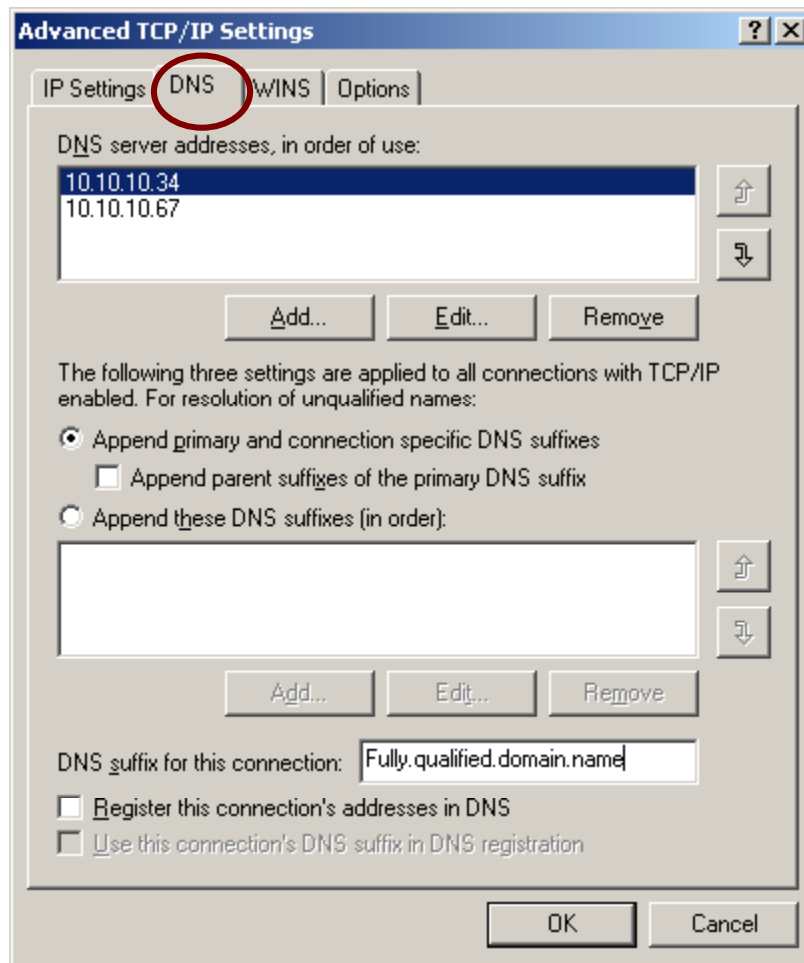 Advanced TCP/IP Settings
IP Settings DNS WINS Options
DNS server addresses, in order of use:
10.10.10.34
10.10.10.67
Add... Edit... Remove
The following three settings are applied to all connections with TCP/IP
enabled. For resolution of unqualified names:
Append primary and connection specific DNS suffixes
Append parent suffixes of the primary DNS suffix
Append these DNS suffixes (in order):
Add... Edit... Remove
DNS suffix for this connection: Fully.qualified.domain.name
Register this connection's addresses in DNS
Use this connection's DNS suffix in DNS registration
OK Cancel